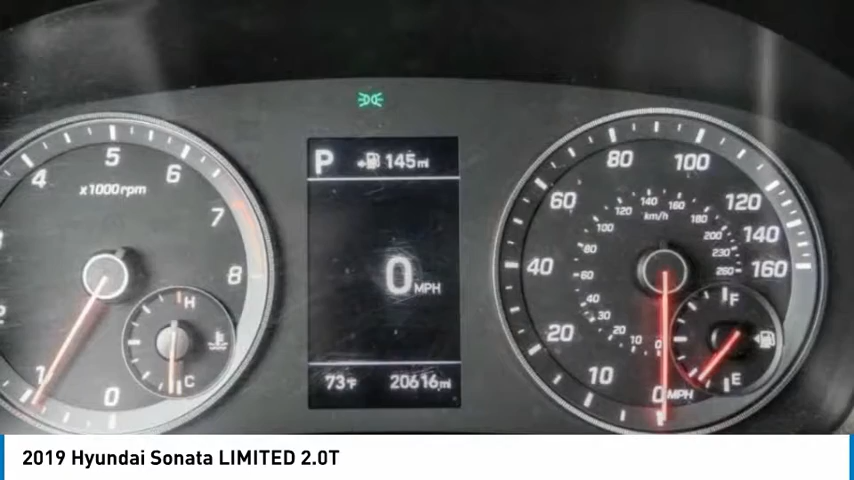 P 145mi
5
4 6
x1000rpm
7
3
8
2
1
0
H
C
0 MPH
73°F 20616mi
80 100
60 120
40 140
20 160
10
0 MPH
140 160
120 km/h 180
100 200
80 230
60 260
40
30
20
10
0
F
E
2019 Hyundai Sonata LIMITED 2.0T